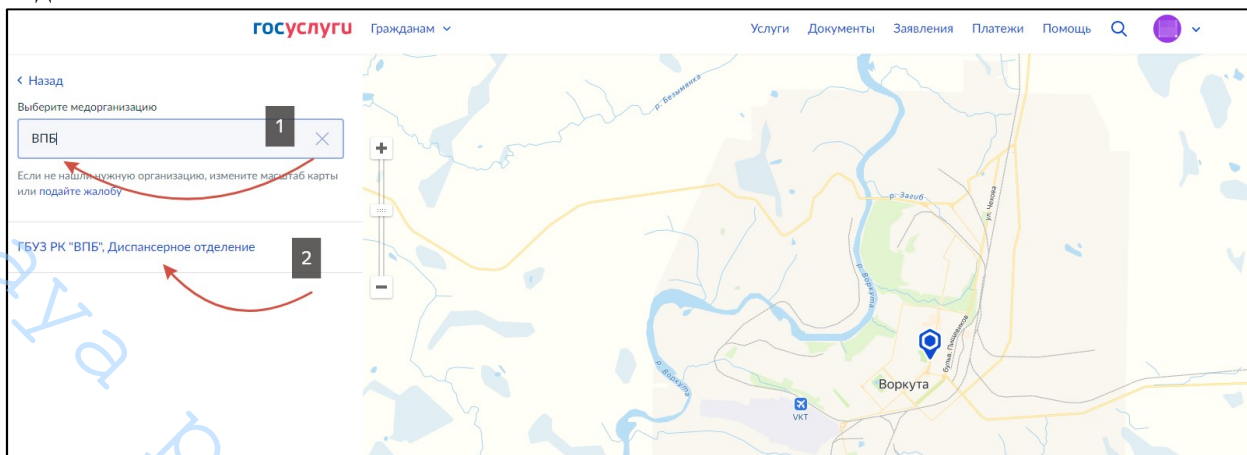 госуслуги Гражданам Услуги Документы Заявления Платежи Помощь
Назад
Выберите медорганизацию
ВПБ
1
Если не нашли нужную организацию, измените масштаб карты
или подайте жалобу
ГБУЗ РК "ВПБ", Диспансерное отделение
2
р. Безымянка
р. Загиб
ул. Чехова
р. Воркута
бульв. Пищевиков
р. Воркута
Воркута
VKT
aya p